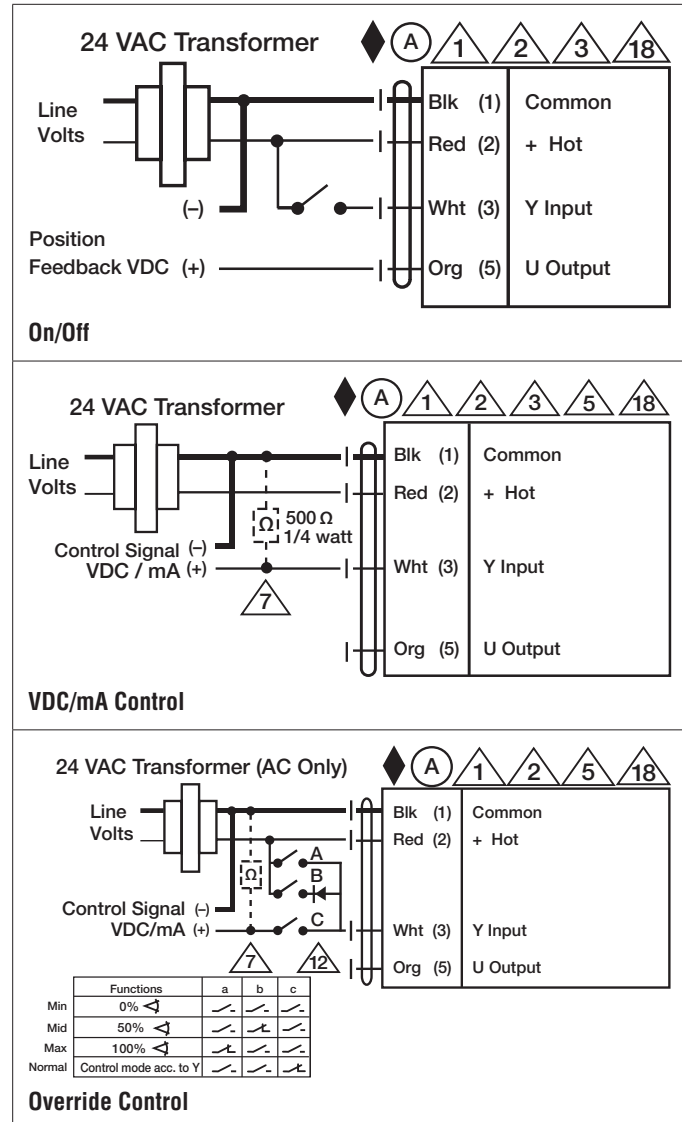 24 VAC Transformer A 1 2 3 18
Line
Volts
Blk (1) Common
Red (2) + Hot
(–) Wht (3) Y Input
Position
Feedback VDC (+) Org (5) U Output
On/Off
24 VAC Transformer A 1 2 3 5 18
Line
Volts
Blk (1) Common
Red (2) + Hot
Ω 500 Ω
1/4 watt
Control Signal (–)
VDC / mA (+) Wht (3) Y Input
7
Org (5) U Output
VDC/mA Control
24 VAC Transformer (AC Only) A 1 2 5 18
Line
Volts
Blk (1) Common
Red (2) + Hot
A
Ω B
Control Signal (–)
VDC/mA (+) C Wht (3) Y Input
7 12
Org (5) U Output
Functions a b c
Min 0%
Mid 50%
Max 100%
Normal Control mode acc. to Y
Override Control